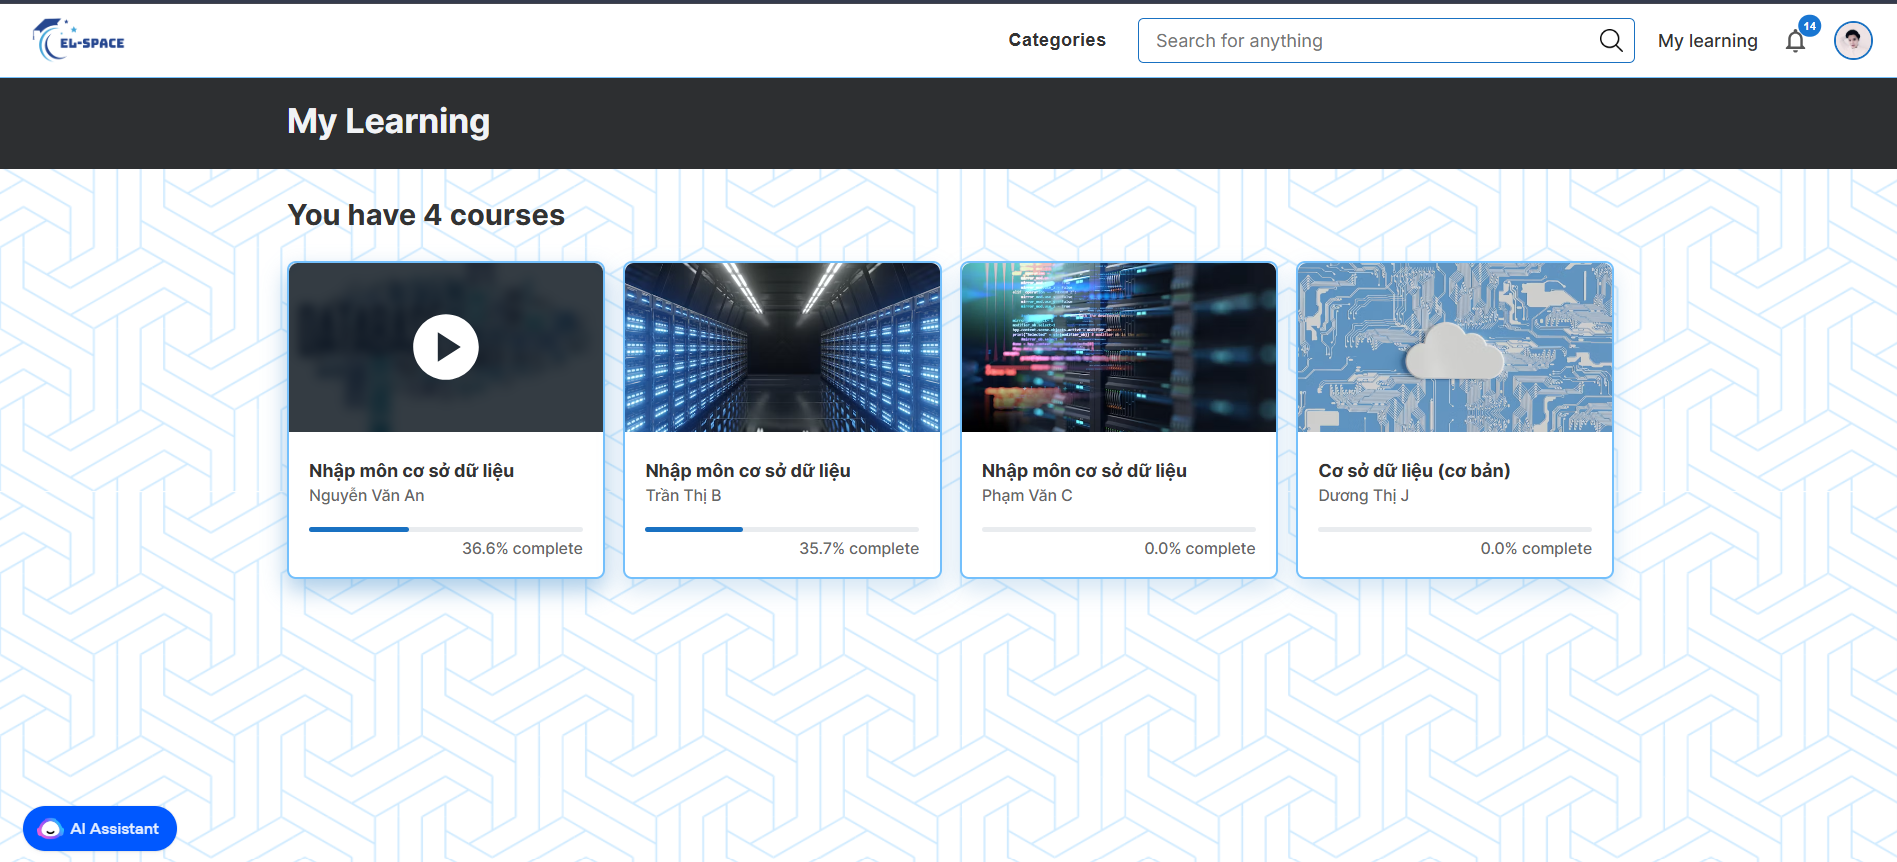 EL-SPACE
Categories
Search for anything
My learning
14
My Learning
You have 4 courses
Nhập môn cơ sở dữ liệu
Nguyễn Văn An
36.6% complete
Nhập môn cơ sở dữ liệu
Trần Thị B
35.7% complete
Nhập môn cơ sở dữ liệu
Phạm Văn C
0.0% complete
Cơ sở dữ liệu (cơ bản)
Dương Thị J
0.0% complete
AI Assistant